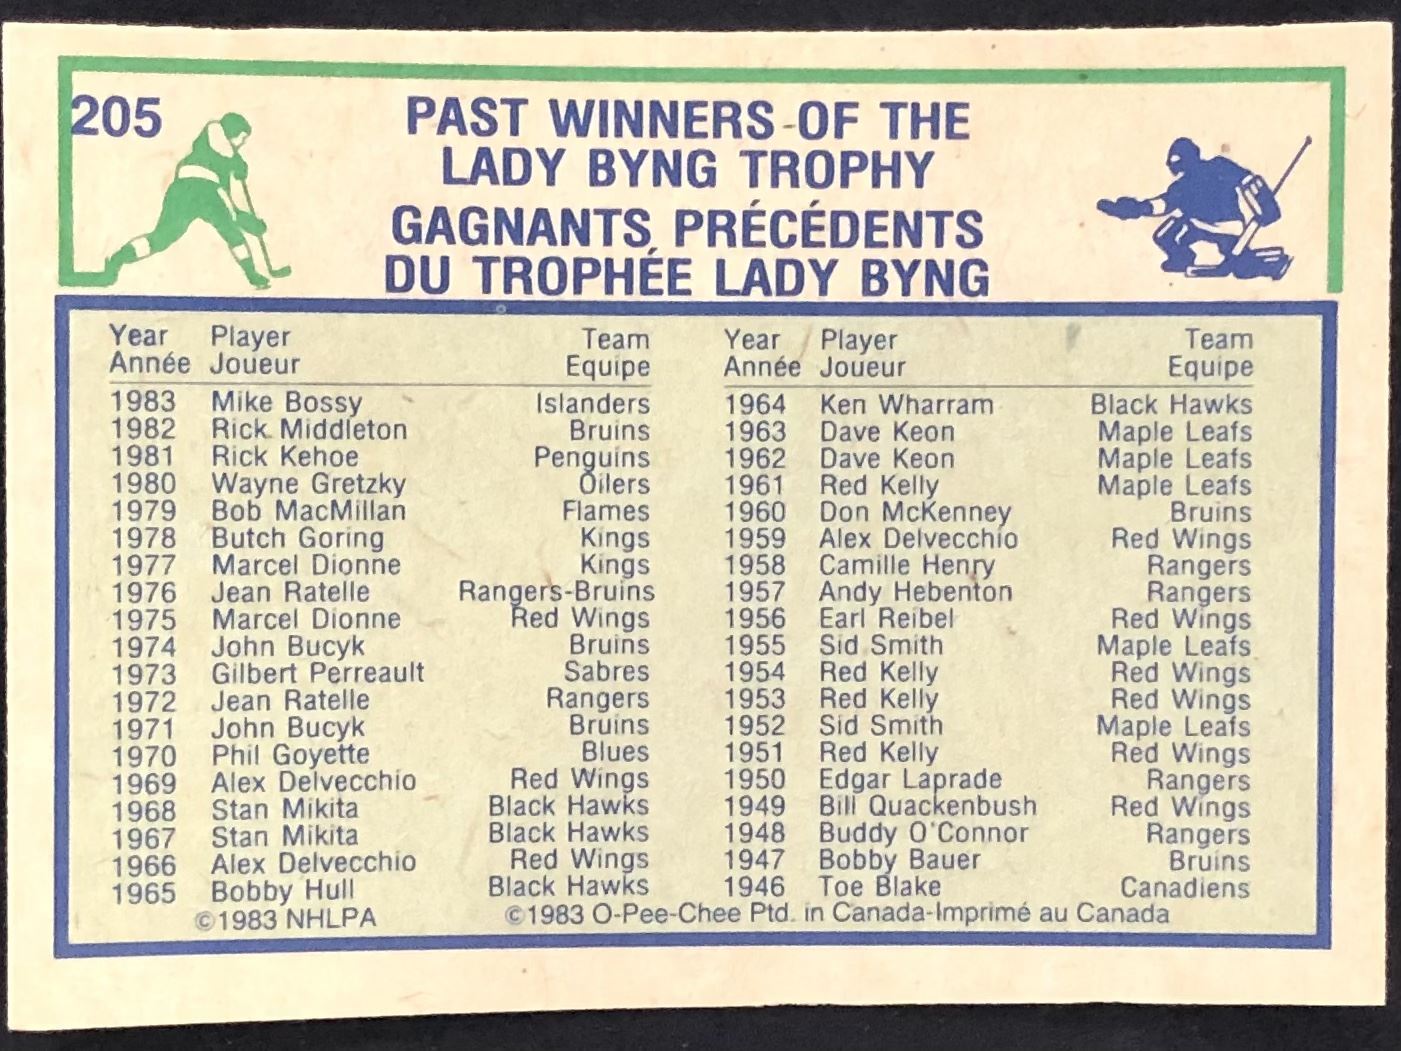 205
PAST WINNERS OF THE
LADY BYNG TROPHY
GAGNANTS PRÉCÉDENTS
DU TROPHÉE LADY BYNG
Year Player Team
Année Joueur Equipe
1983 Mike Bossy Islanders
1982 Rick Middleton Bruins
1981 Rick Kehoe Penguins
1980 Wayne Gretzky Oilers
1979 Bob MacMillan Flames
1978 Butch Goring Kings
1977 Marcel Dionne Kings
1976 Jean Ratelle Rangers-Bruins
1975 Marcel Dionne Red Wings
1974 John Bucyk Bruins
1973 Gilbert Perreault Sabres
1972 Jean Ratelle Rangers
1971 John Bucyk Bruins
1970 Phil Goyette Blues
1969 Alex Delvecchio Red Wings
1968 Stan Mikita Black Hawks
1967 Stan Mikita Black Hawks
1966 Alex Delvecchio Red Wings
1965 Bobby Hull Black Hawks
Year Player Team
Année Joueur Equipe
1964 Ken Wharram Black Hawks
1963 Dave Keon Maple Leafs
1962 Dave Keon Maple Leafs
1961 Red Kelly Maple Leafs
1960 Don McKenney Bruins
1959 Alex Delvecchio Red Wings
1958 Camille Henry Rangers
1957 Andy Hebenton Rangers
1956 Earl Reibel Red Wings
1955 Sid Smith Maple Leafs
1954 Red Kelly Red Wings
1953 Red Kelly Red Wings
1952 Sid Smith Maple Leafs
1951 Red Kelly Red Wings
1950 Edgar Laprade Rangers
1949 Bill Quackenbush Red Wings
1948 Buddy O'Connor Rangers
1947 Bobby Bauer Bruins
1946 Toe Blake Canadiens
©1983 NHLPA ©1983 O-Pee-Chee Ptd. in Canada-Imprimé au Canada